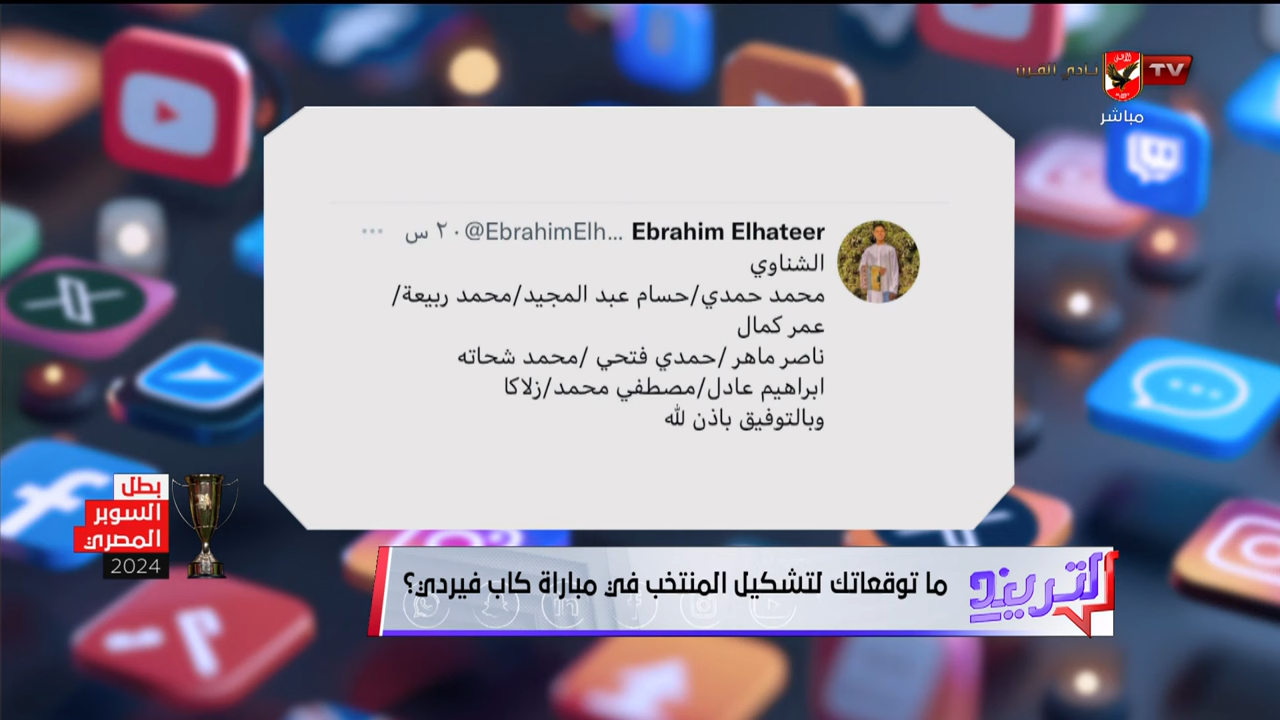 نادي القرن
TV
مباشر
Ebrahim Elhateer @EbrahimElh... ٢٠ س ...
الشناوي
محمد حمدي/حسام عبد المجيد/محمد ربيعة/
عمر كمال
ناصر ماهر /حمدي فتحي /محمد شحاته
ابراهيم عادل/مصطفي محمد/زلاكا
وبالتوفيق باذن لله
بطل
السوبر
المصري
2024
التريند
ما توقعاتك لتشكيل المنتخب في مباراة كاب فيردي؟